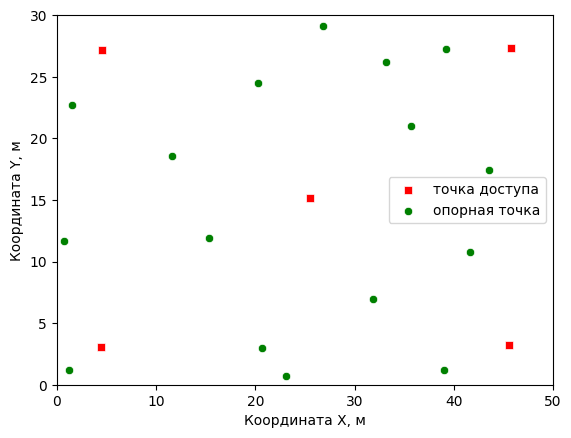 30
25
20
15
10
5
0
Координата Y, м
точка доступа
опорная точка
0 10 20 30 40 50
Координата X, м